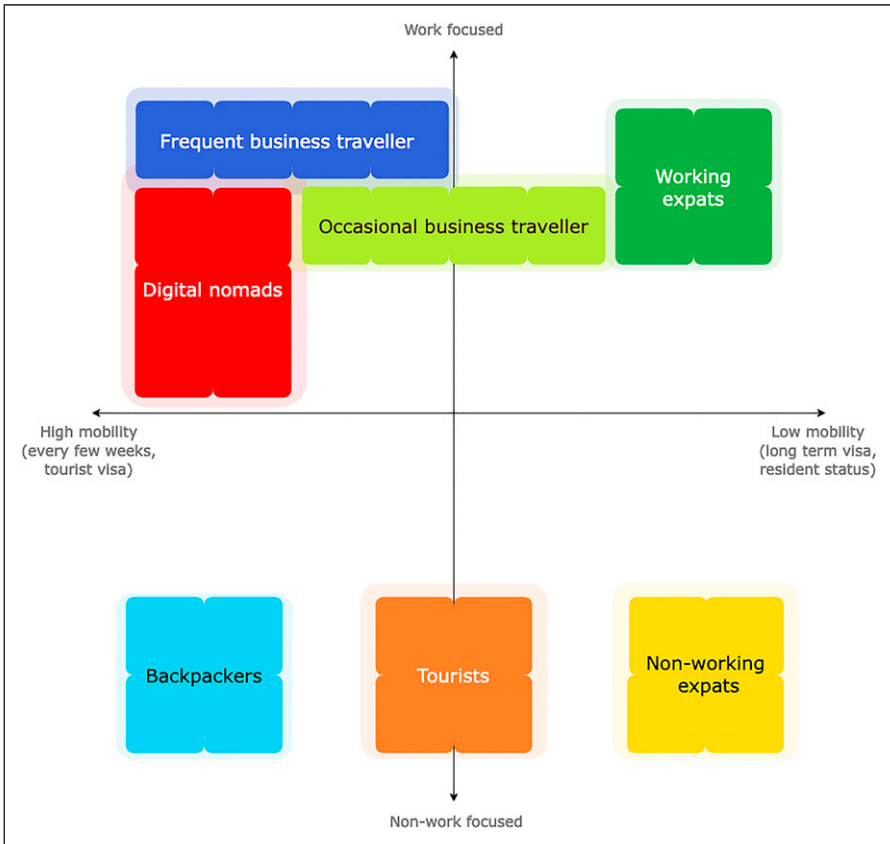 Work focused
Frequent business traveller
Working
expats
Occasional business traveller
Digital nomads
High mobility
(every few weeks,
tourist visa)
Low mobility
(long term visa,
resident status)
Backpackers
Tourists
Non-working
expats
Non-work focused